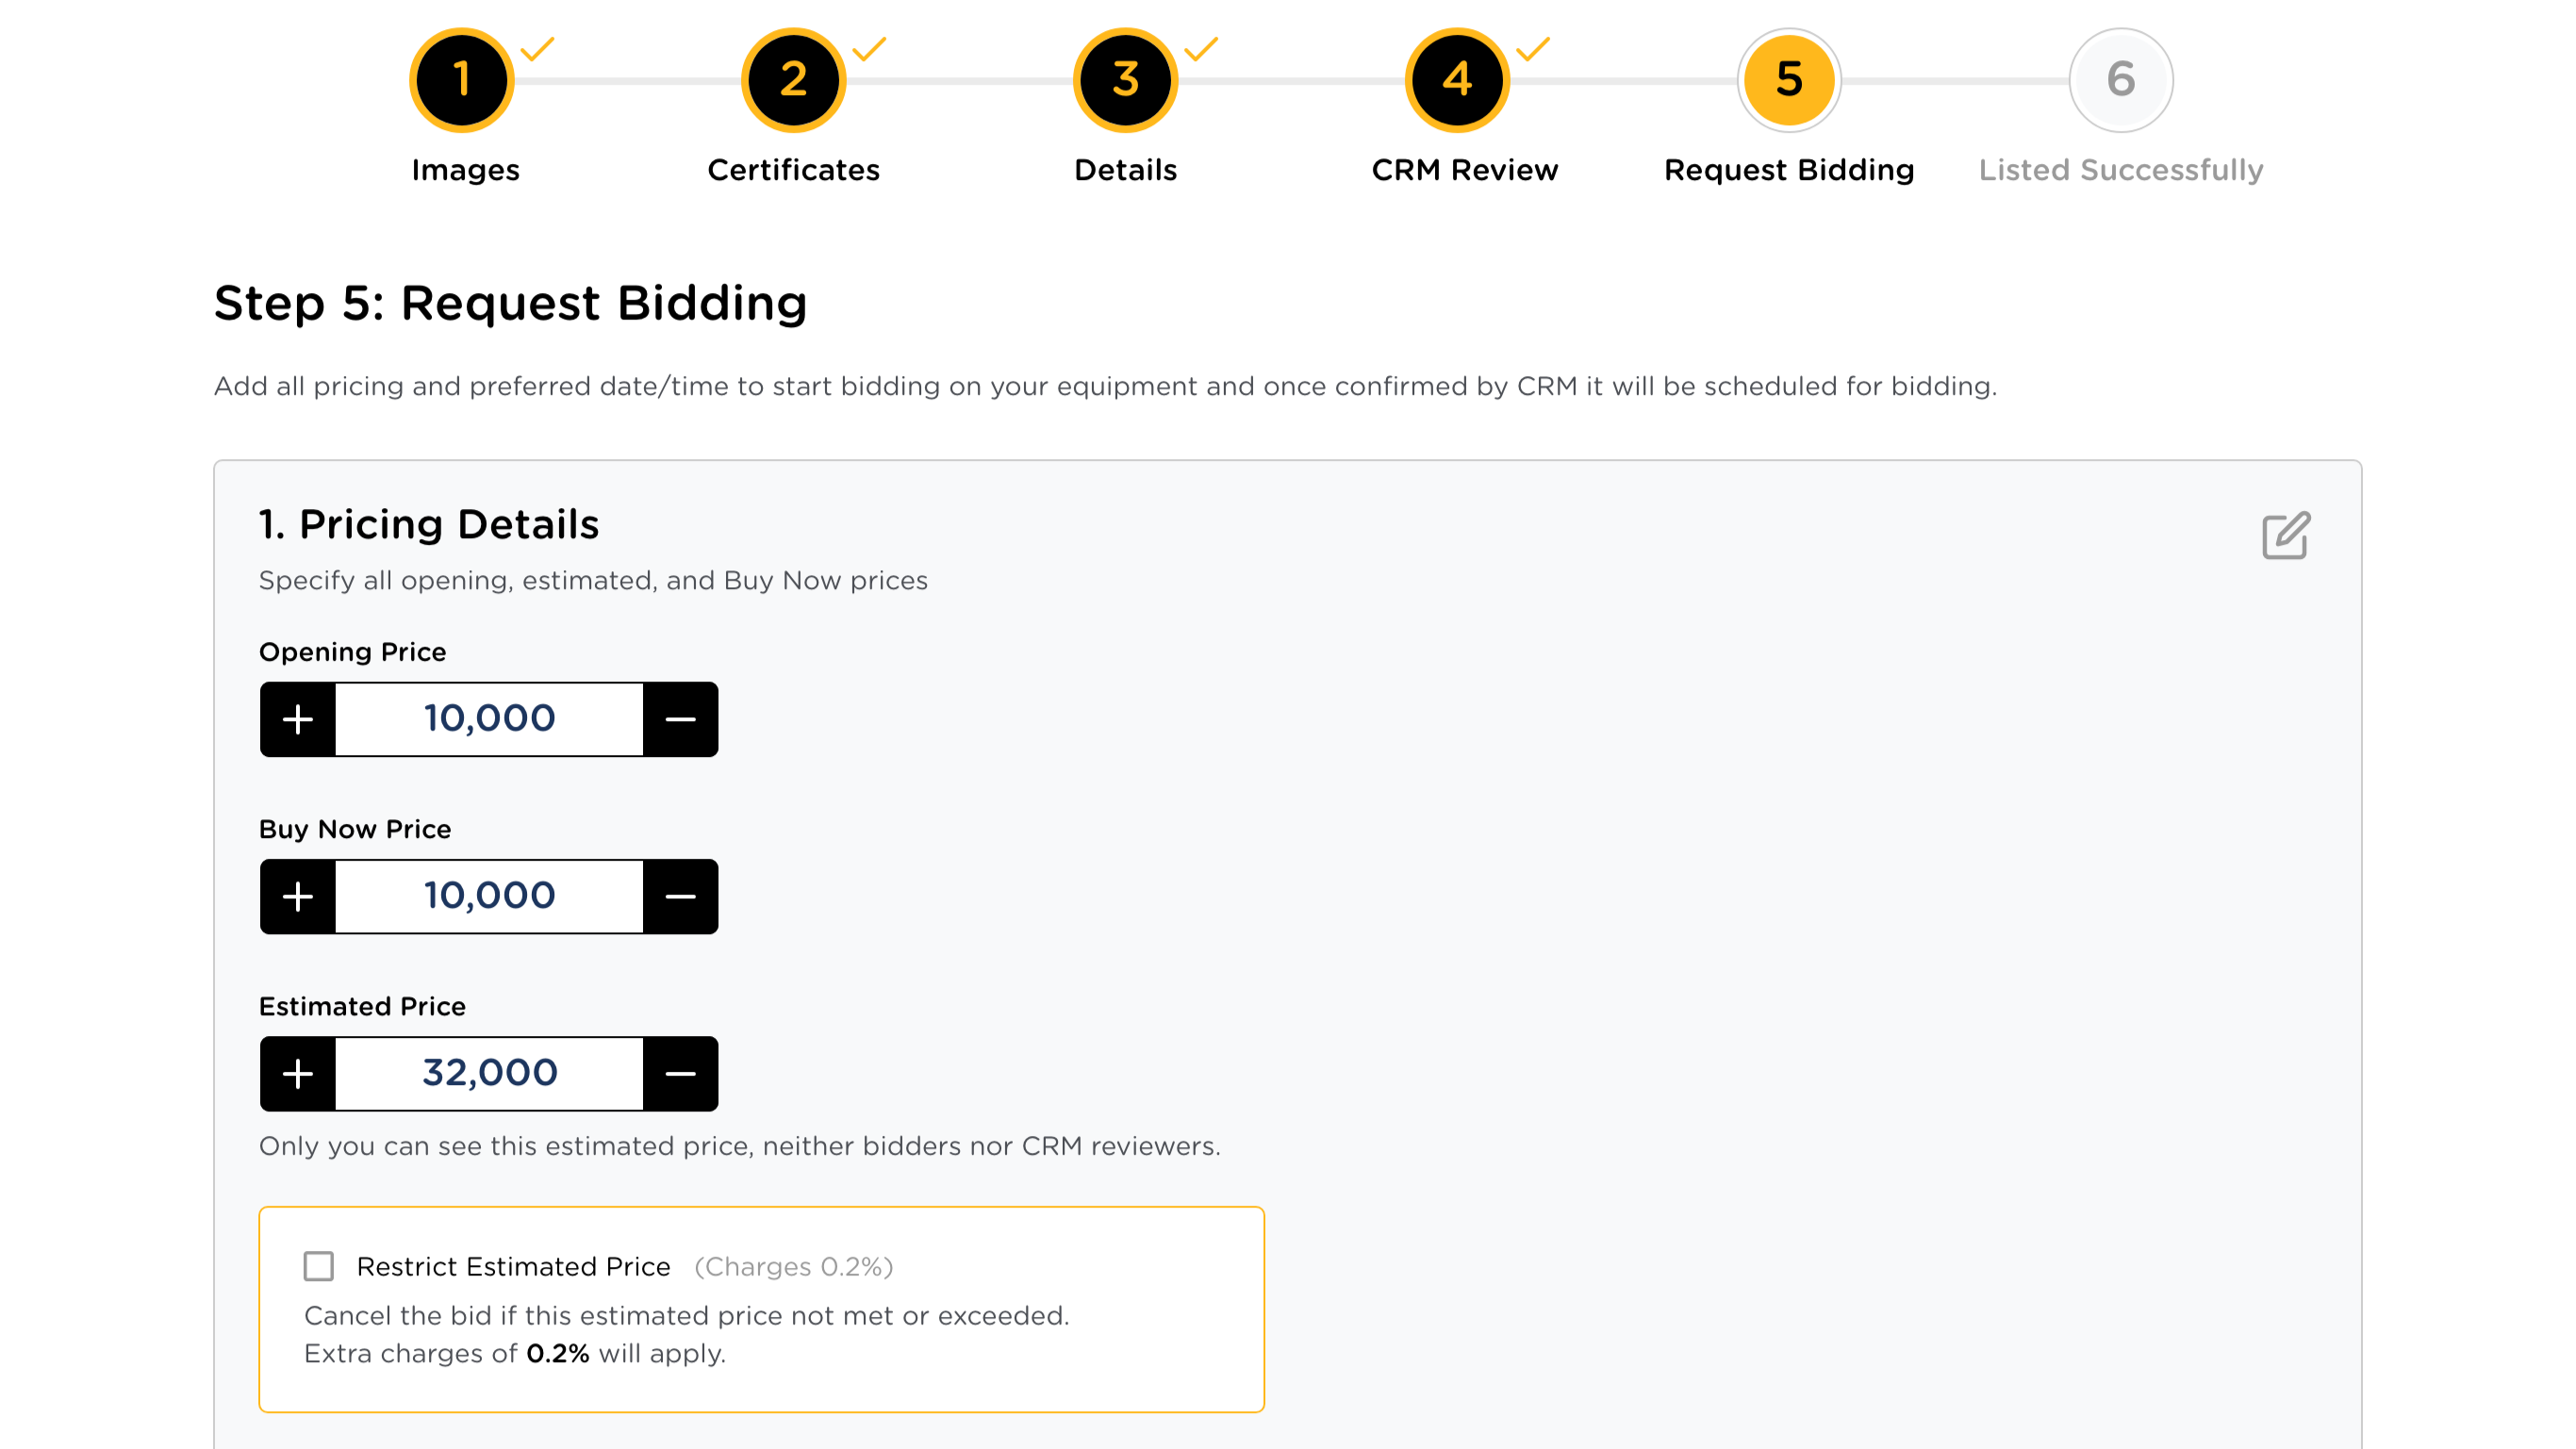 1
2
3
4
5
6
Images
Certificates
Details
CRM Review
Request Bidding
Listed Successfully
Step 5: Request Bidding
Add all pricing and preferred date/time to start bidding on your equipment and once confirmed by CRM it will be scheduled for bidding.
1. Pricing Details
Specify all opening, estimated, and Buy Now prices
Opening Price
10,000
Buy Now Price
10,000
Estimated Price
32,000
Only you can see this estimated price, neither bidders nor CRM reviewers.
Restrict Estimated Price (Charges 0.2%)
Cancel the bid if this estimated price not met or exceeded.
Extra charges of 0.2% will apply.